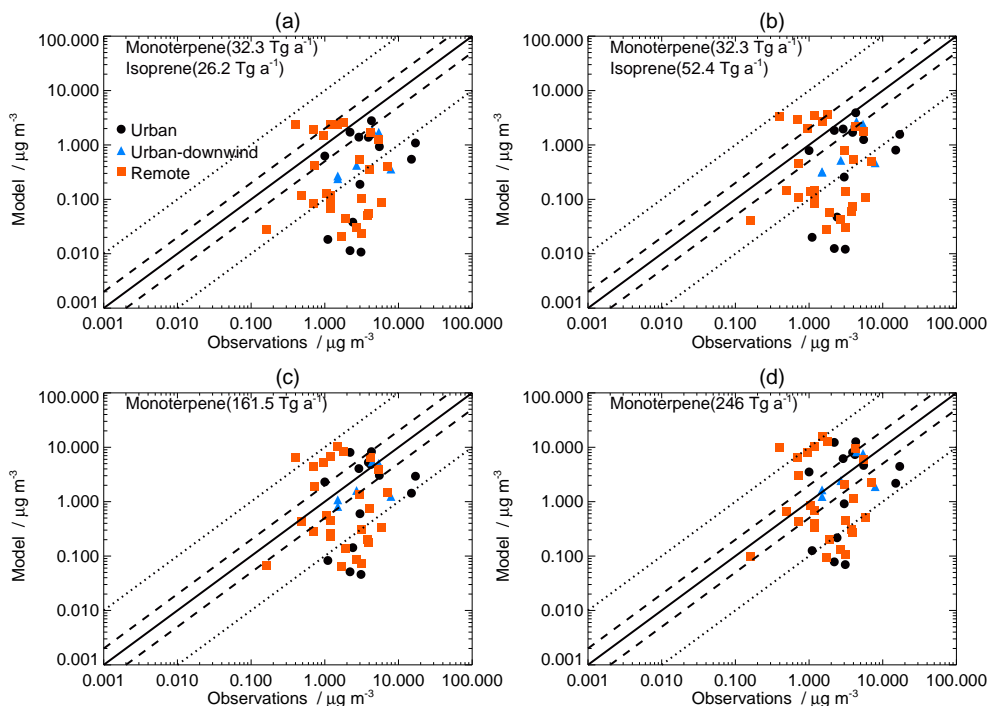 (a)
Monoterpene(32.3 Tg a⁻¹)
Isoprene(26.2 Tg a⁻¹)
Urban
Urban-downwind
Remote
100.000
10.000
1.000
0.100
0.010
0.001
Model / μg m⁻³
0.001 0.010 0.100 1.000 10.000 100.000
Observations / μg m⁻³
(b)
Monoterpene(32.3 Tg a⁻¹)
Isoprene(52.4 Tg a⁻¹)
100.000
10.000
1.000
0.100
0.010
0.001
Model / μg m⁻³
0.001 0.010 0.100 1.000 10.000 100.000
Observations / μg m⁻³
(c)
Monoterpene(161.5 Tg a⁻¹)
100.000
10.000
1.000
0.100
0.010
0.001
Model / μg m⁻³
0.001 0.010 0.100 1.000 10.000 100.000
Observations / μg m⁻³
(d)
Monoterpene(246 Tg a⁻¹)
100.000
10.000
1.000
0.100
0.010
0.001
Model / μg m⁻³
0.001 0.010 0.100 1.000 10.000 100.000
Observations / μg m⁻³